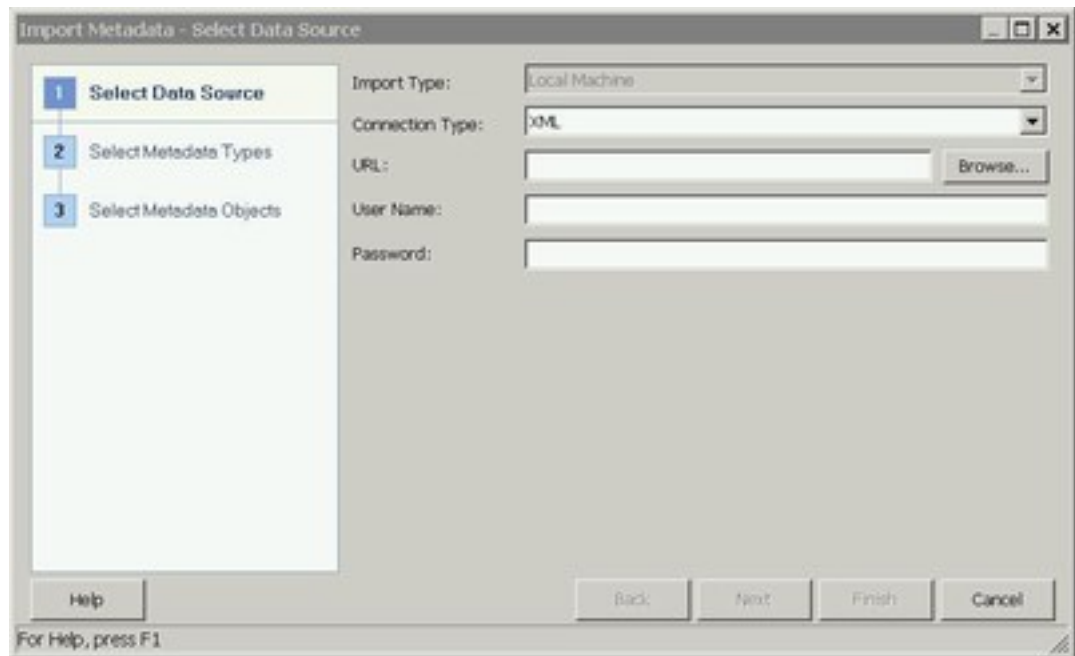 Import Metadata - Select Data Source
1 Select Data Source
2 Select Metadata Types
3 Select Metadata Objects
Import Type: Local Machine
Connection Type: XML
URL: Browse...
User Name:
Password:
Help Back Next Finish Cancel
For Help, press F1